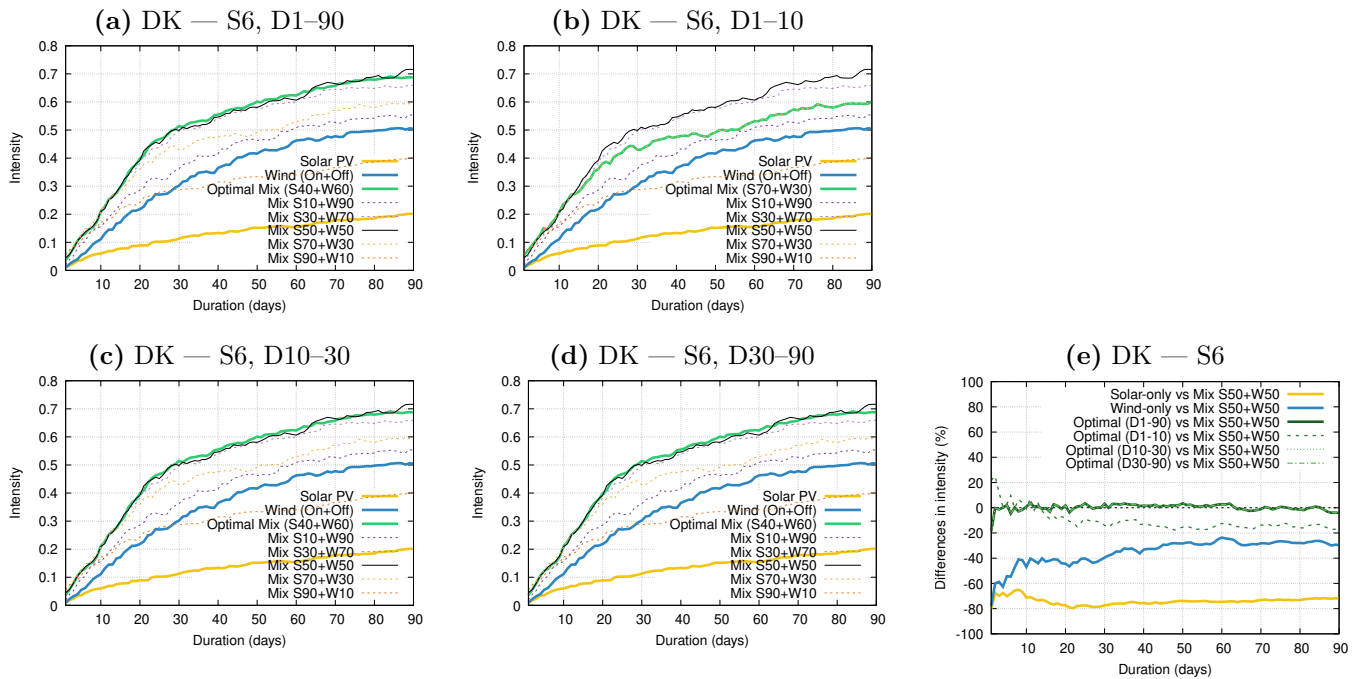 (a) DK — S6, D1–90
0.8
0.7
0.6
0.5
0.4
0.3
0.2
0.1
0
Intensity
Solar PV
Wind (On+Off)
Optimal Mix (S40+W60)
Mix S10+W90
Mix S30+W70
Mix S50+W50
Mix S70+W30
Mix S90+W10
10 20 30 40 50 60 70 80 90
Duration (days)
(b) DK — S6, D1–10
0.8
0.7
0.6
0.5
0.4
0.3
0.2
0.1
0
Intensity
Solar PV
Wind (On+Off)
Optimal Mix (S70+W30)
Mix S10+W90
Mix S30+W70
Mix S50+W50
Mix S70+W30
Mix S90+W10
10 20 30 40 50 60 70 80 90
Duration (days)
(c) DK — S6, D10–30
0.8
0.7
0.6
0.5
0.4
0.3
0.2
0.1
0
Intensity
Solar PV
Wind (On+Off)
Optimal Mix (S40+W60)
Mix S10+W90
Mix S30+W70
Mix S50+W50
Mix S70+W30
Mix S90+W10
10 20 30 40 50 60 70 80 90
Duration (days)
(d) DK — S6, D30–90
0.8
0.7
0.6
0.5
0.4
0.3
0.2
0.1
0
Intensity
Solar PV
Wind (On+Off)
Optimal Mix (S40+W60)
Mix S10+W90
Mix S30+W70
Mix S50+W50
Mix S70+W30
Mix S90+W10
10 20 30 40 50 60 70 80 90
Duration (days)
(e) DK — S6
100
80
60
40
20
0
-20
-40
-60
-80
-100
Differences in intensity (%)
Solar-only vs Mix S50+W50
Wind-only vs Mix S50+W50
Optimal (D1-90) vs Mix S50+W50
Optimal (D1-10) vs Mix S50+W50
Optimal (D10-30) vs Mix S50+W50
Optimal (D30-90) vs Mix S50+W50
10 20 30 40 50 60 70 80 90
Duration (days)